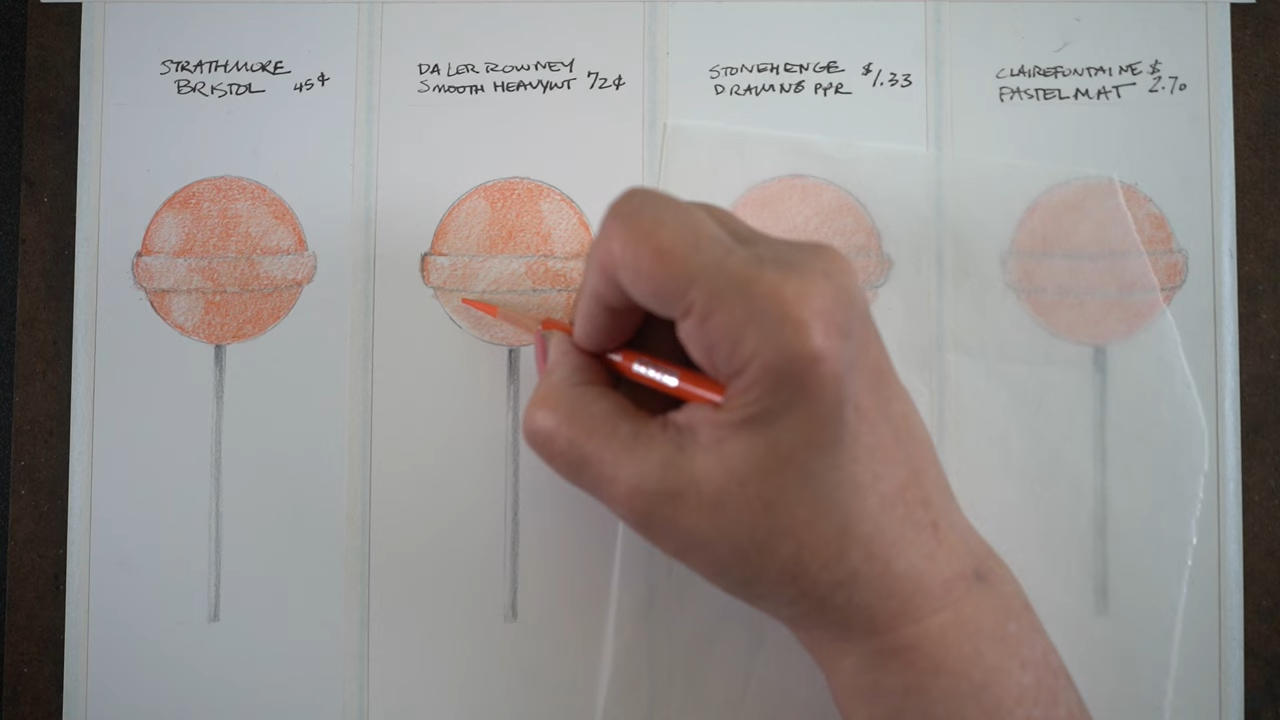 STRATHMORE
BRISTOL 45¢
DALER ROWNEY
SMOOTH HEAVYWT 72¢
STONEHENGE $
DRAWING PPR 1.33
CLAIREFONTAINE $
PASTELMAT 2.70